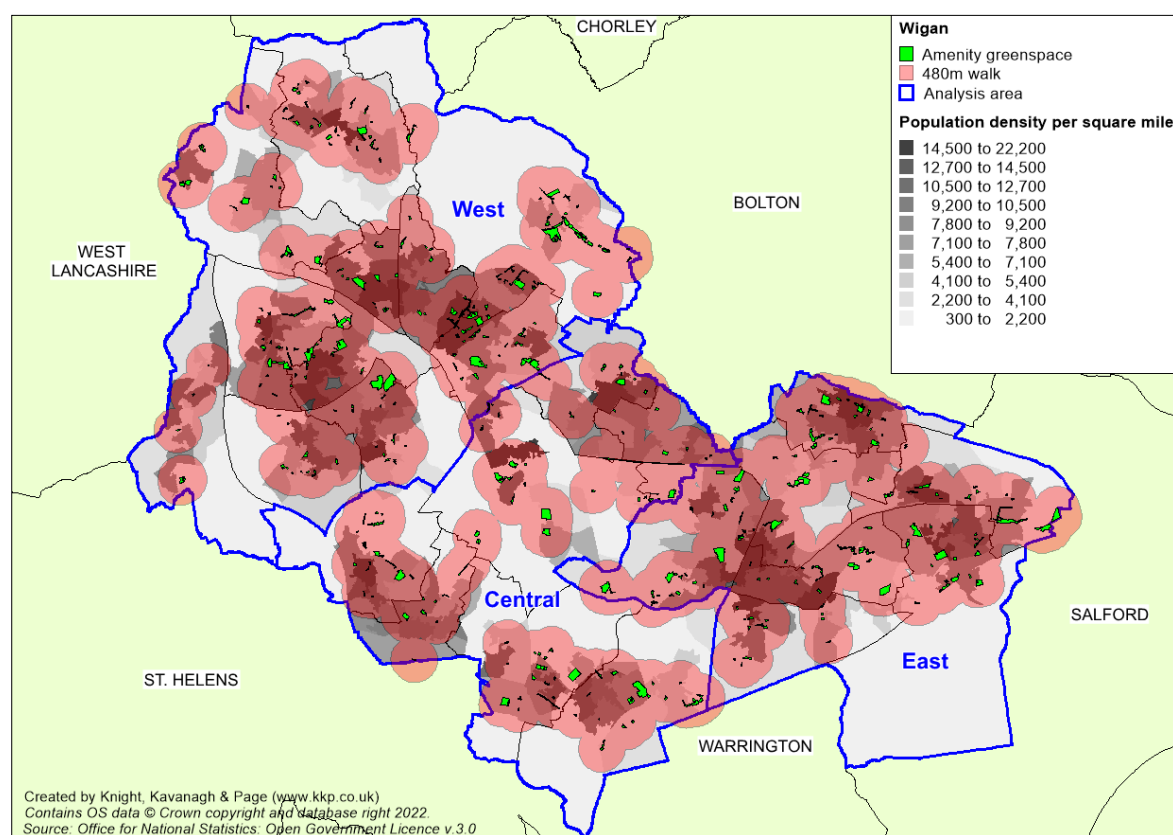 CHORLEY
Wigan
Amenity greenspace
480m walk
Analysis area
Population density per square mile
14,500 to 22,200
12,700 to 14,500
10,500 to 12,700
9,200 to 10,500
7,800 to 9,200
7,100 to 7,800
5,400 to 7,100
4,100 to 5,400
2,200 to 4,100
300 to 2,200
West
BOLTON
WEST
LANCASHIRE
Central
SALFORD
East
ST. HELENS
WARRINGTON
Created by Knight, Kavanagh & Page (www.kkp.co.uk)
Contains OS data © Crown copyright and database right 2022.
Source: Office for National Statistics: Open Government Licence v.3.0